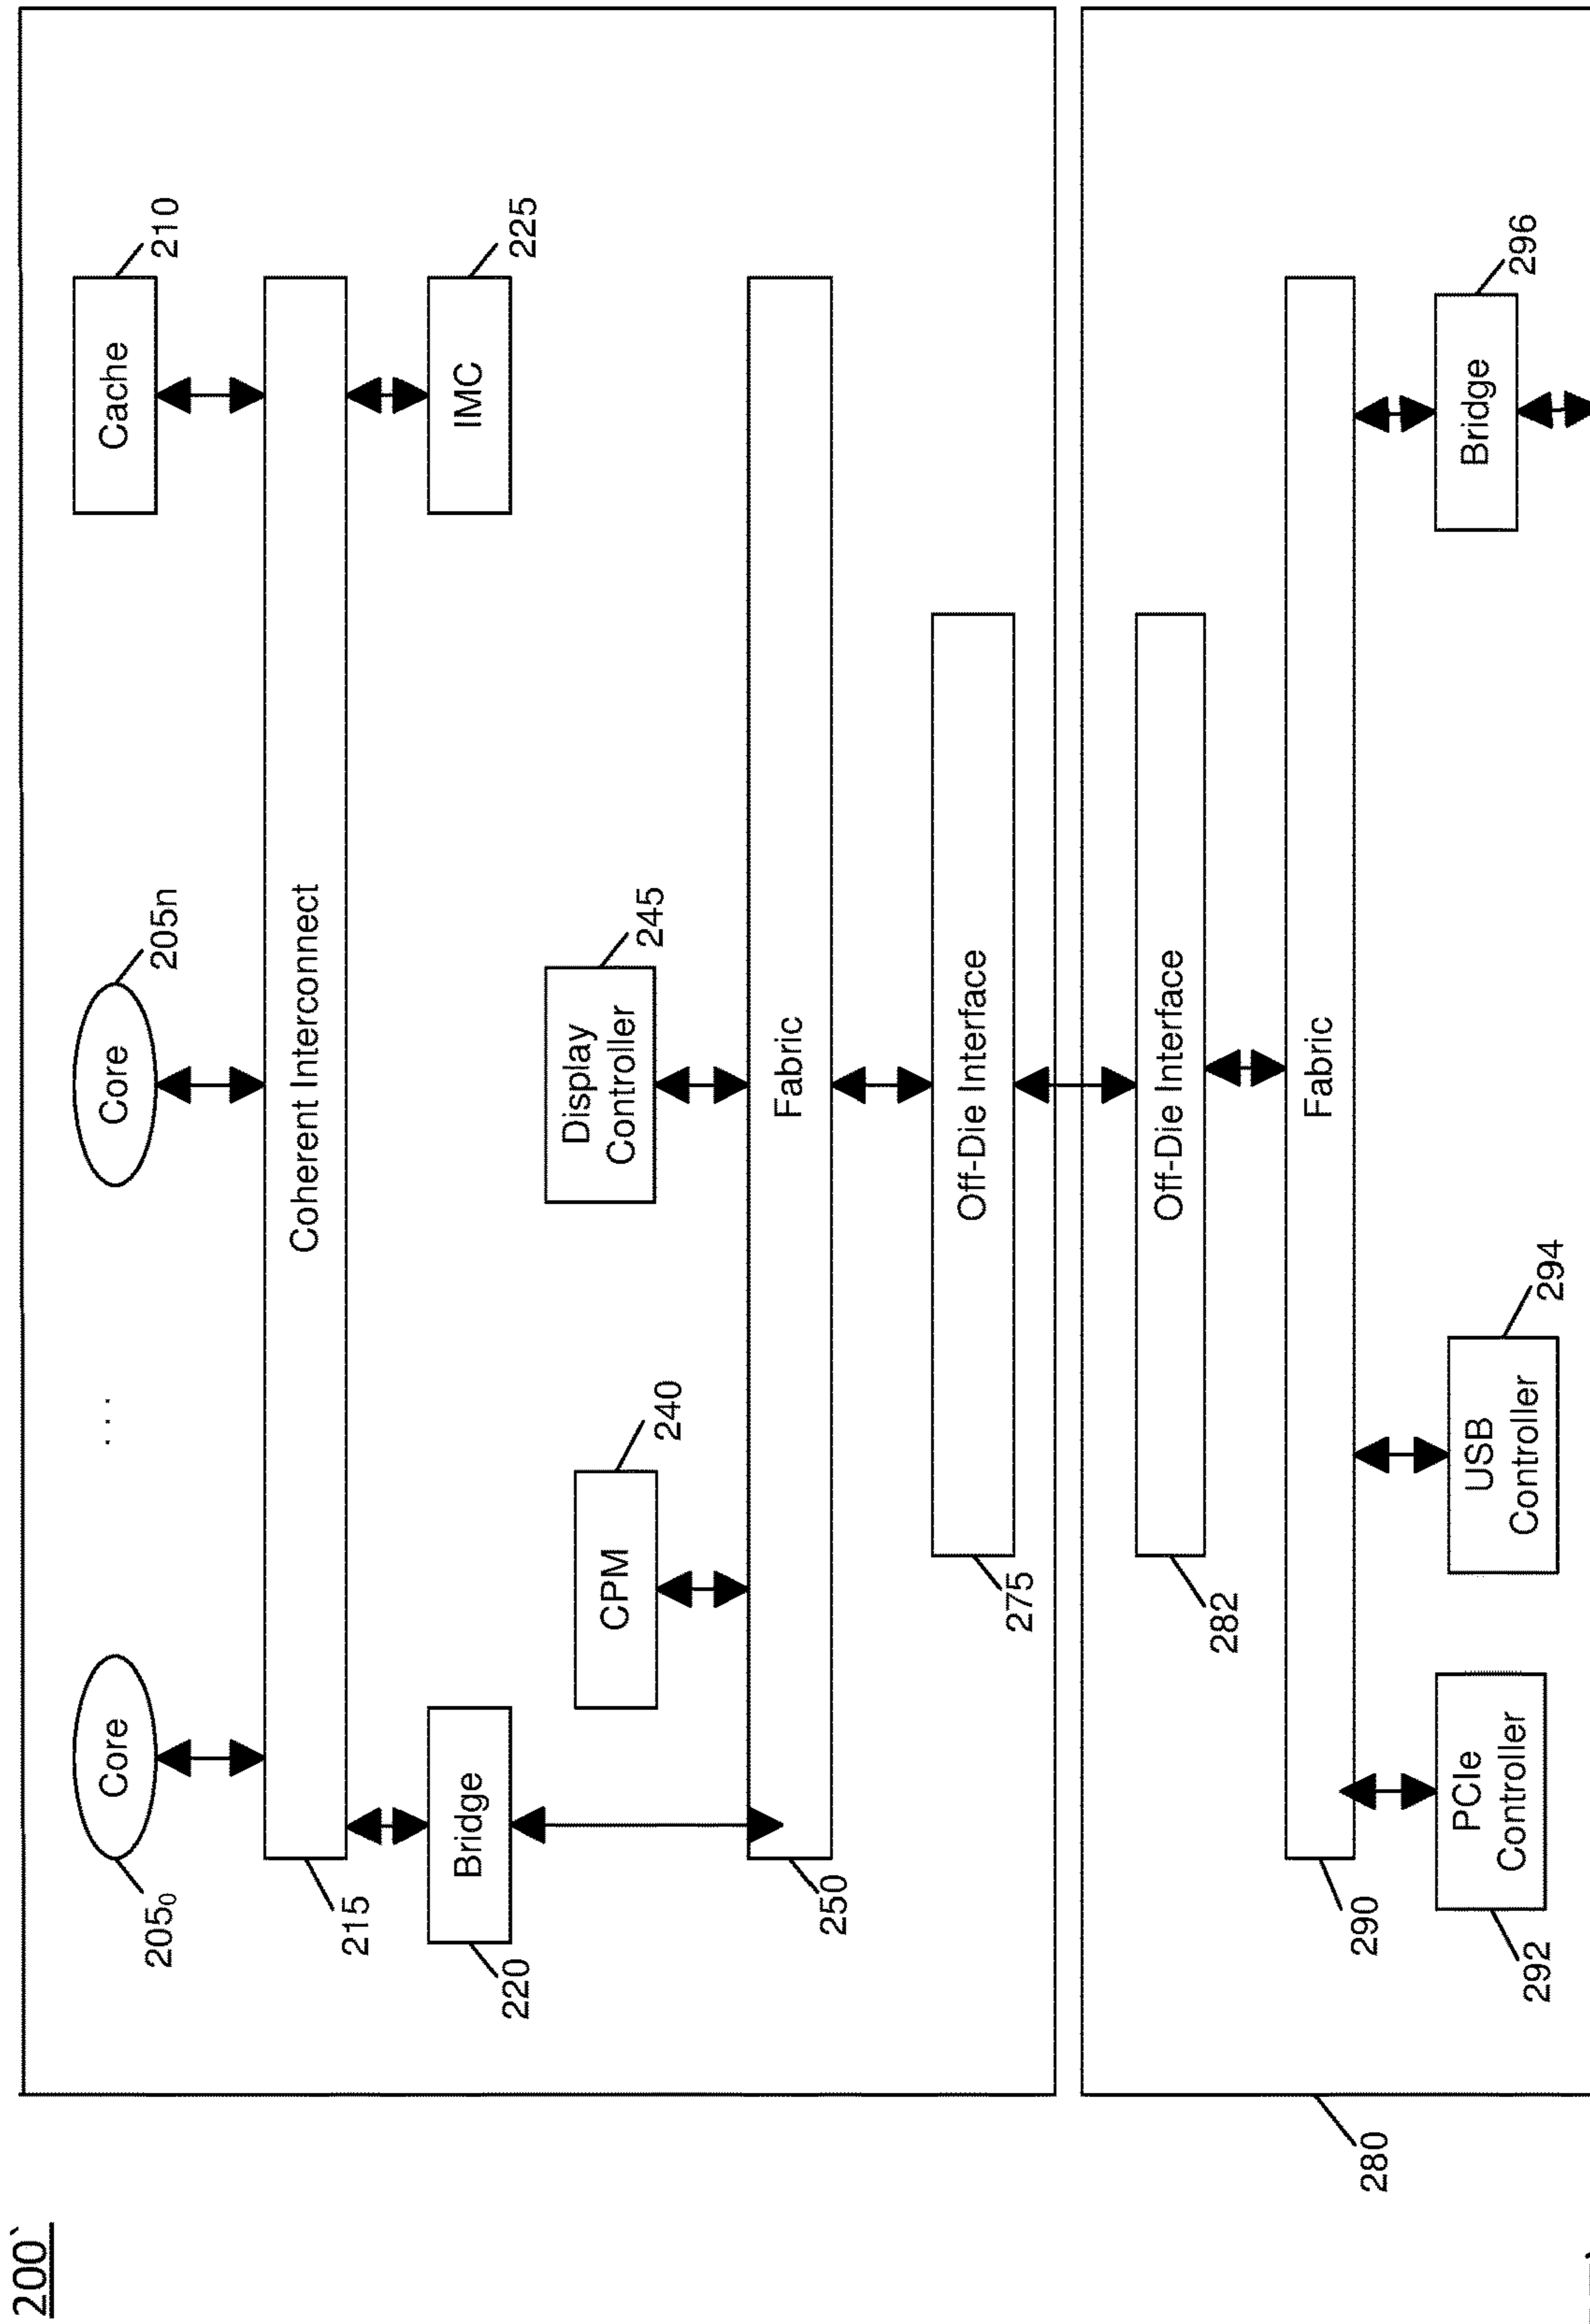 200`
Core
205₀
. . .
Core
205n
Cache
210
Coherent Interconnect
215
Bridge
220
IMC
225
CPM
240
Display
Controller
245
Fabric
250
Off-Die Interface
275
280
Off-Die Interface
282
Fabric
290
PCIe
Controller
292
USB
Controller
294
Bridge
296